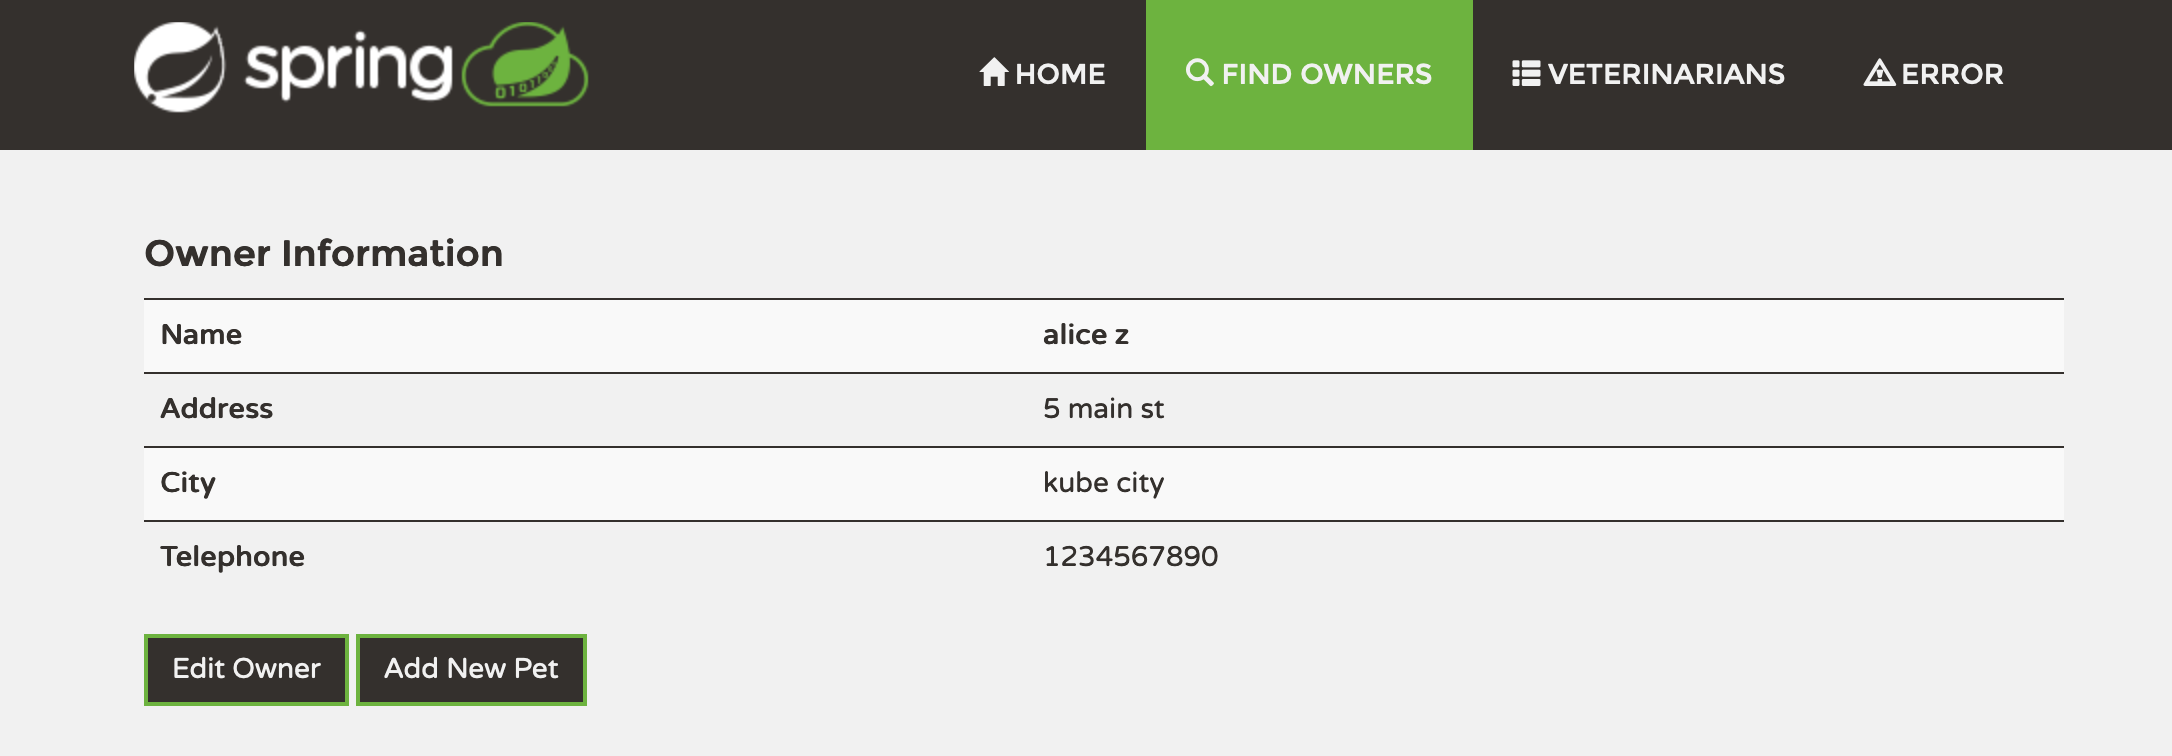 spring
HOME FIND OWNERS VETERINARIANS ERROR
Owner Information
Name alice z
Address 5 main st
City kube city
Telephone 1234567890
Edit Owner Add New Pet